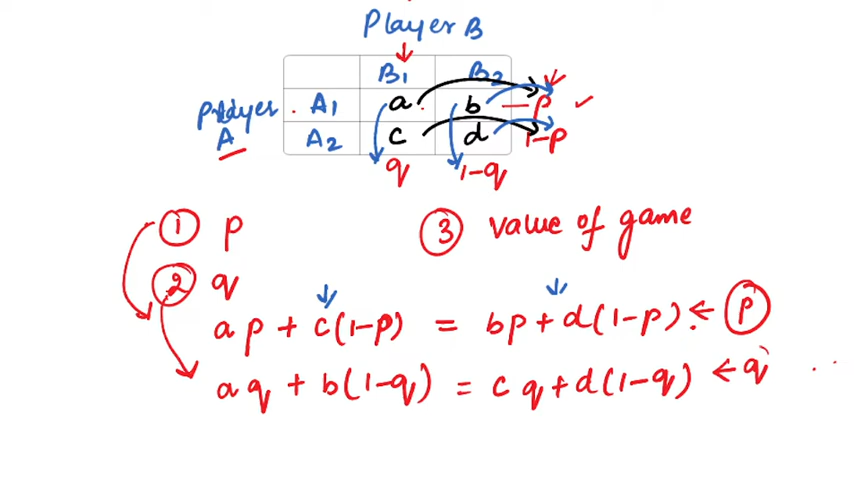 Player B
B1 B2
Player A1 a b — p ✓
A A2 c d 1-p
q 1-q
① p ③ value of game
② q
ap + c(1-p) = bp + d(1-p) ← p
aq + b(1-q) = cq + d(1-q) ← q